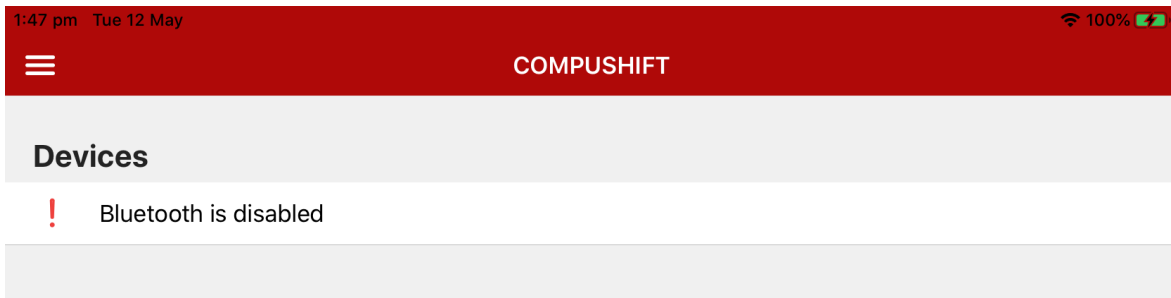 1:47 pm Tue 12 May 100%
COMPUSHIFT
Devices
Bluetooth is disabled